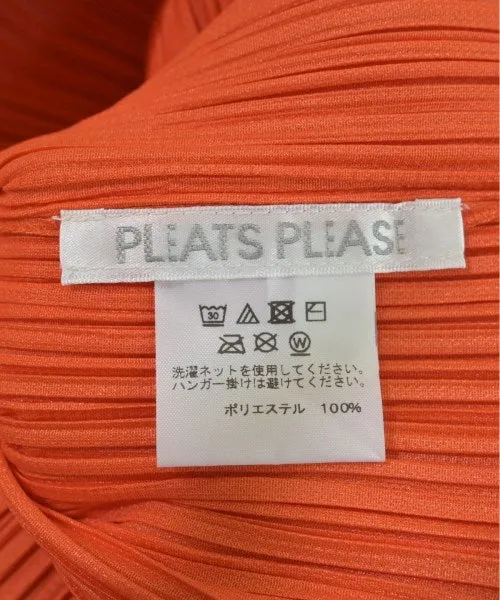 PLEATS PLEASE
30
W
洗濯ネットを使用してください。
ハンガー掛けは避けてください。
ポリエステル 100%